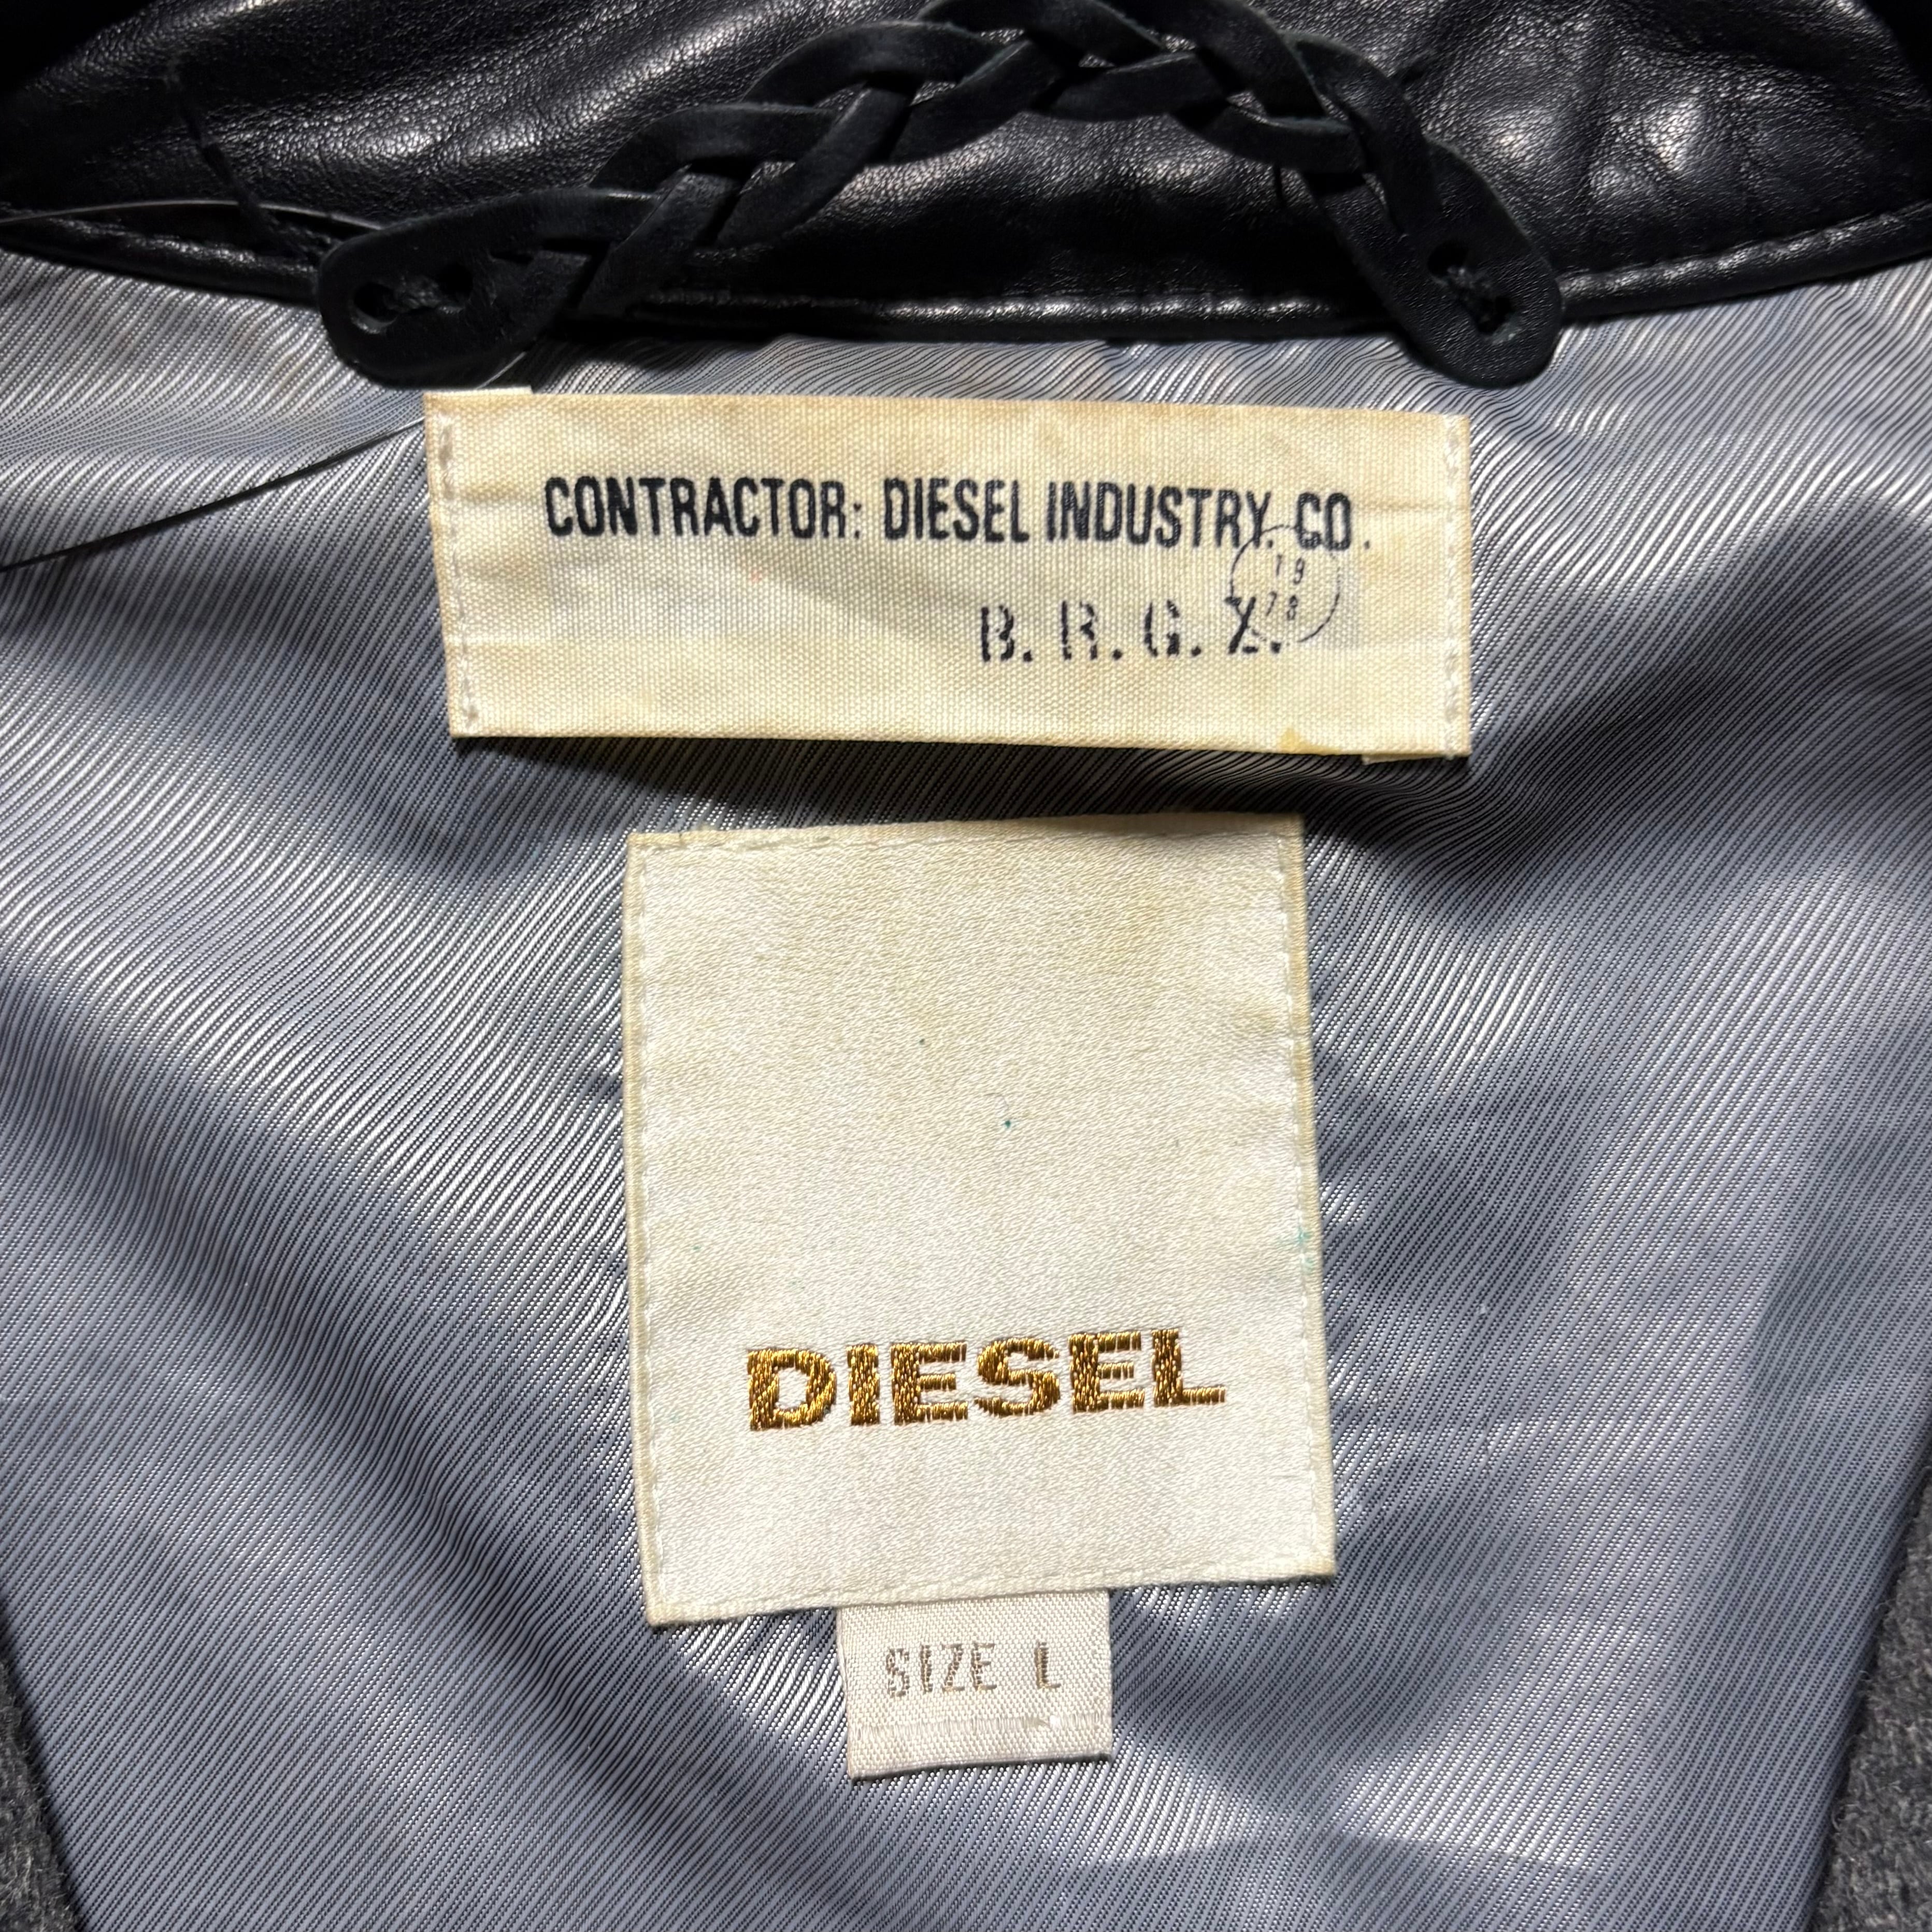 CONTRACTOR: DIESEL INDUSTRY. CO.
19
78
B. R. G. X.
DIESEL
SIZE L